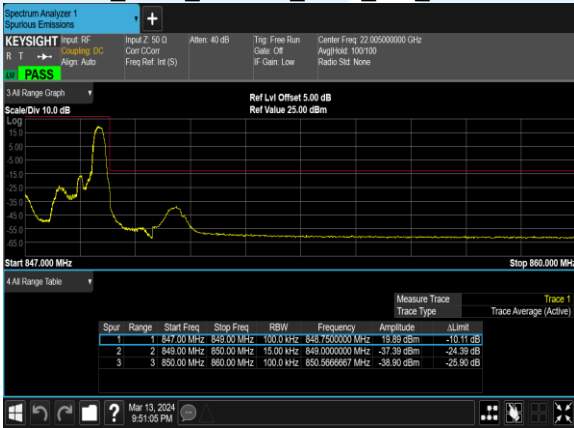 Spectrum Analyzer 1
Spurious Emissions
KEYSIGHT Input: RF Input Z: 50 Ω Atten: 40 dB Trig: Free Run Center Freq: 22.005000000 GHz
Coupling: DC Corr CCorr Gate: Off Avg|Hold: 100/100
R T Align: Auto Freq Ref: Int (S) IF Gain: Low Radio Std: None
PASS
3 All Range Graph
Ref Lvl Offset 5.00 dB
Scale/Div 10.0 dB Ref Value 25.00 dBm
Log
15.0
5.00
-5.00
-15.0
-25.0
-35.0
-45.0
-55.0
-65.0
Start 847.000 MHz Stop 860.000 MHz
4 All Range Table
Measure Trace Trace 1
Trace Type Trace Average (Active)
Spur Range Start Freq Stop Freq RBW Frequency Amplitude ΔLimit
1 1 847.00 MHz 849.00 MHz 100.0 kHz 848.7500000 MHz 19.89 dBm -10.11 dB
2 2 849.00 MHz 850.00 MHz 15.00 kHz 849.0000000 MHz -37.39 dBm -24.39 dB
3 3 850.00 MHz 860.00 MHz 100.0 kHz 850.5666667 MHz -38.90 dBm -25.90 dB
Mar 13, 2024
9:51:05 PM